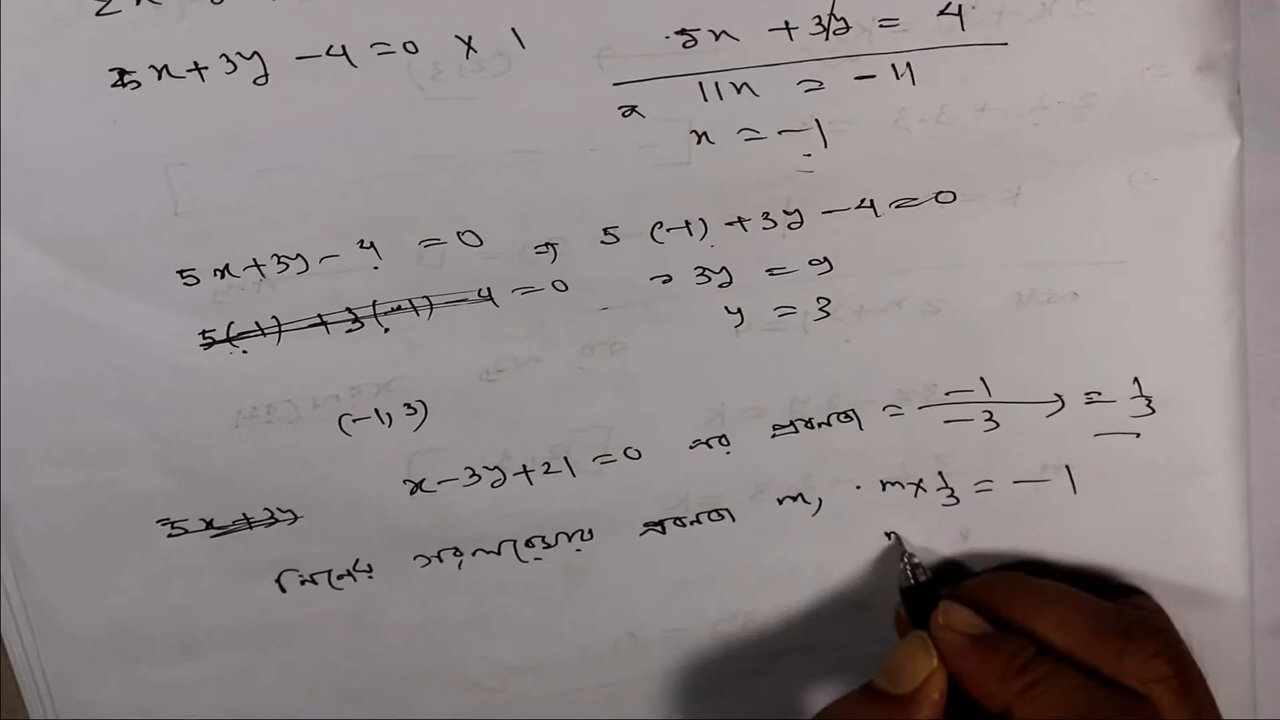 5x+3y -4 =0 x 1
5x +3y = 4
11x = -11
x = -1
5x+3y-4 =0 ⇒ 5 (-1) +3y -4=0
5(-1) +3(-1) -4 =0
⇒ 3y = 9
y = 3
(-1, 3)
x-3y+21 =0 এর প্রবনতা = -1/-3 = 1/3
5x+3y
নির্ণেয় সরলরেখার প্রবনতা m, m x 1/3 = -1